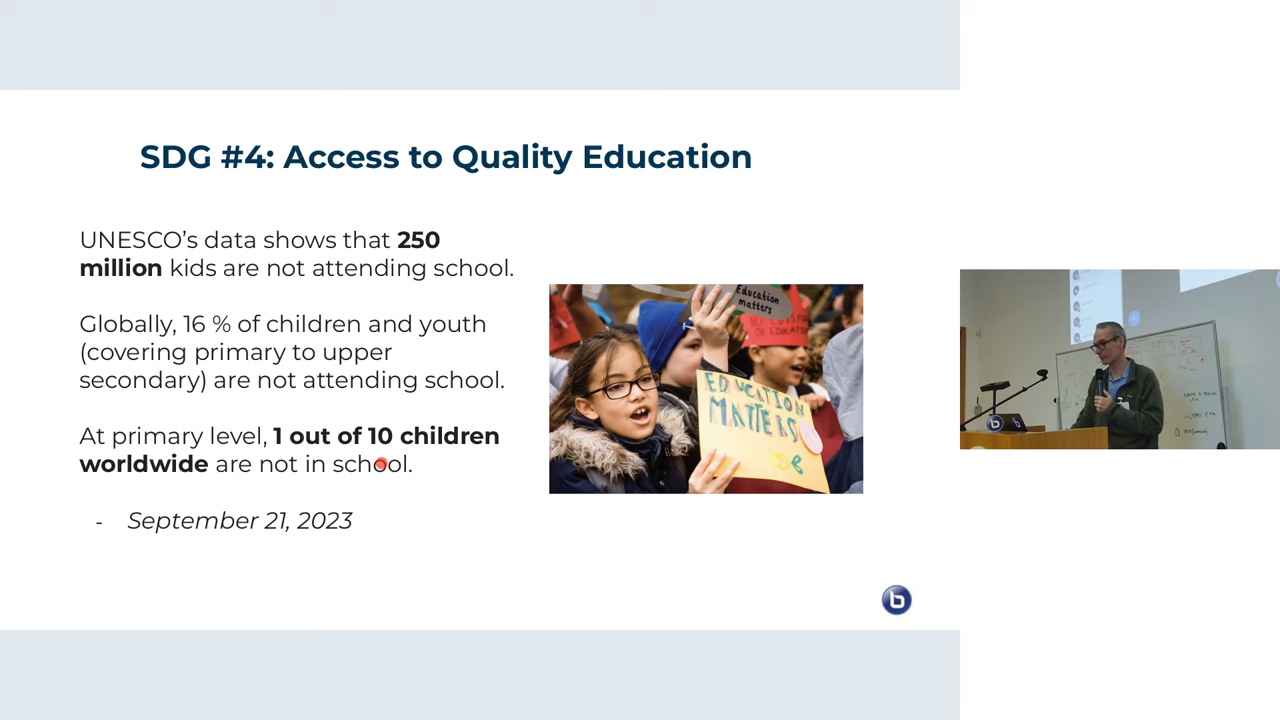 SDG #4: Access to Quality Education
UNESCO’s data shows that 250
million kids are not attending school.
Globally, 16 % of children and youth
(covering primary to upper
secondary) are not attending school.
At primary level, 1 out of 10 children
worldwide are not in school.
- September 21, 2023
Education
matters
EDUCATION
MATTERS
b